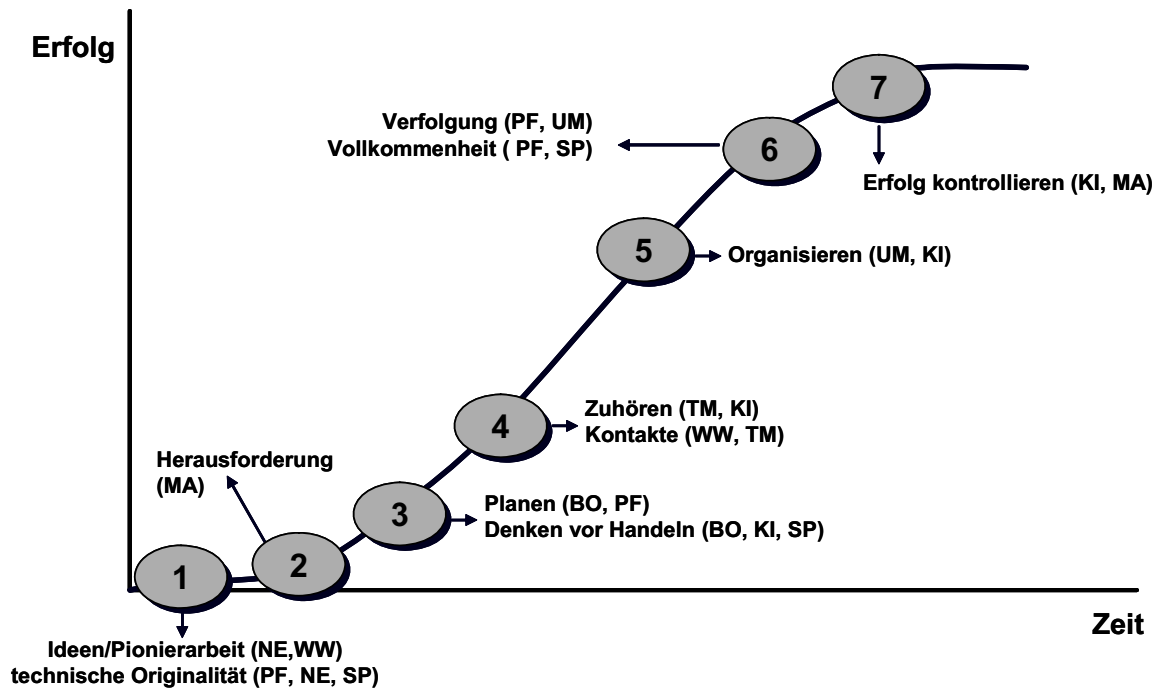 Erfolg
7
Verfolgung (PF, UM)
Vollkommenheit ( PF, SP)
6
Erfolg kontrollieren (KI, MA)
5
Organisieren (UM, KI)
4
Zuhören (TM, KI)
Kontakte (WW, TM)
Herausforderung
(MA)
3
Planen (BO, PF)
Denken vor Handeln (BO, KI, SP)
2
1
Zeit
Ideen/Pionierarbeit (NE,WW)
technische Originalität (PF, NE, SP)